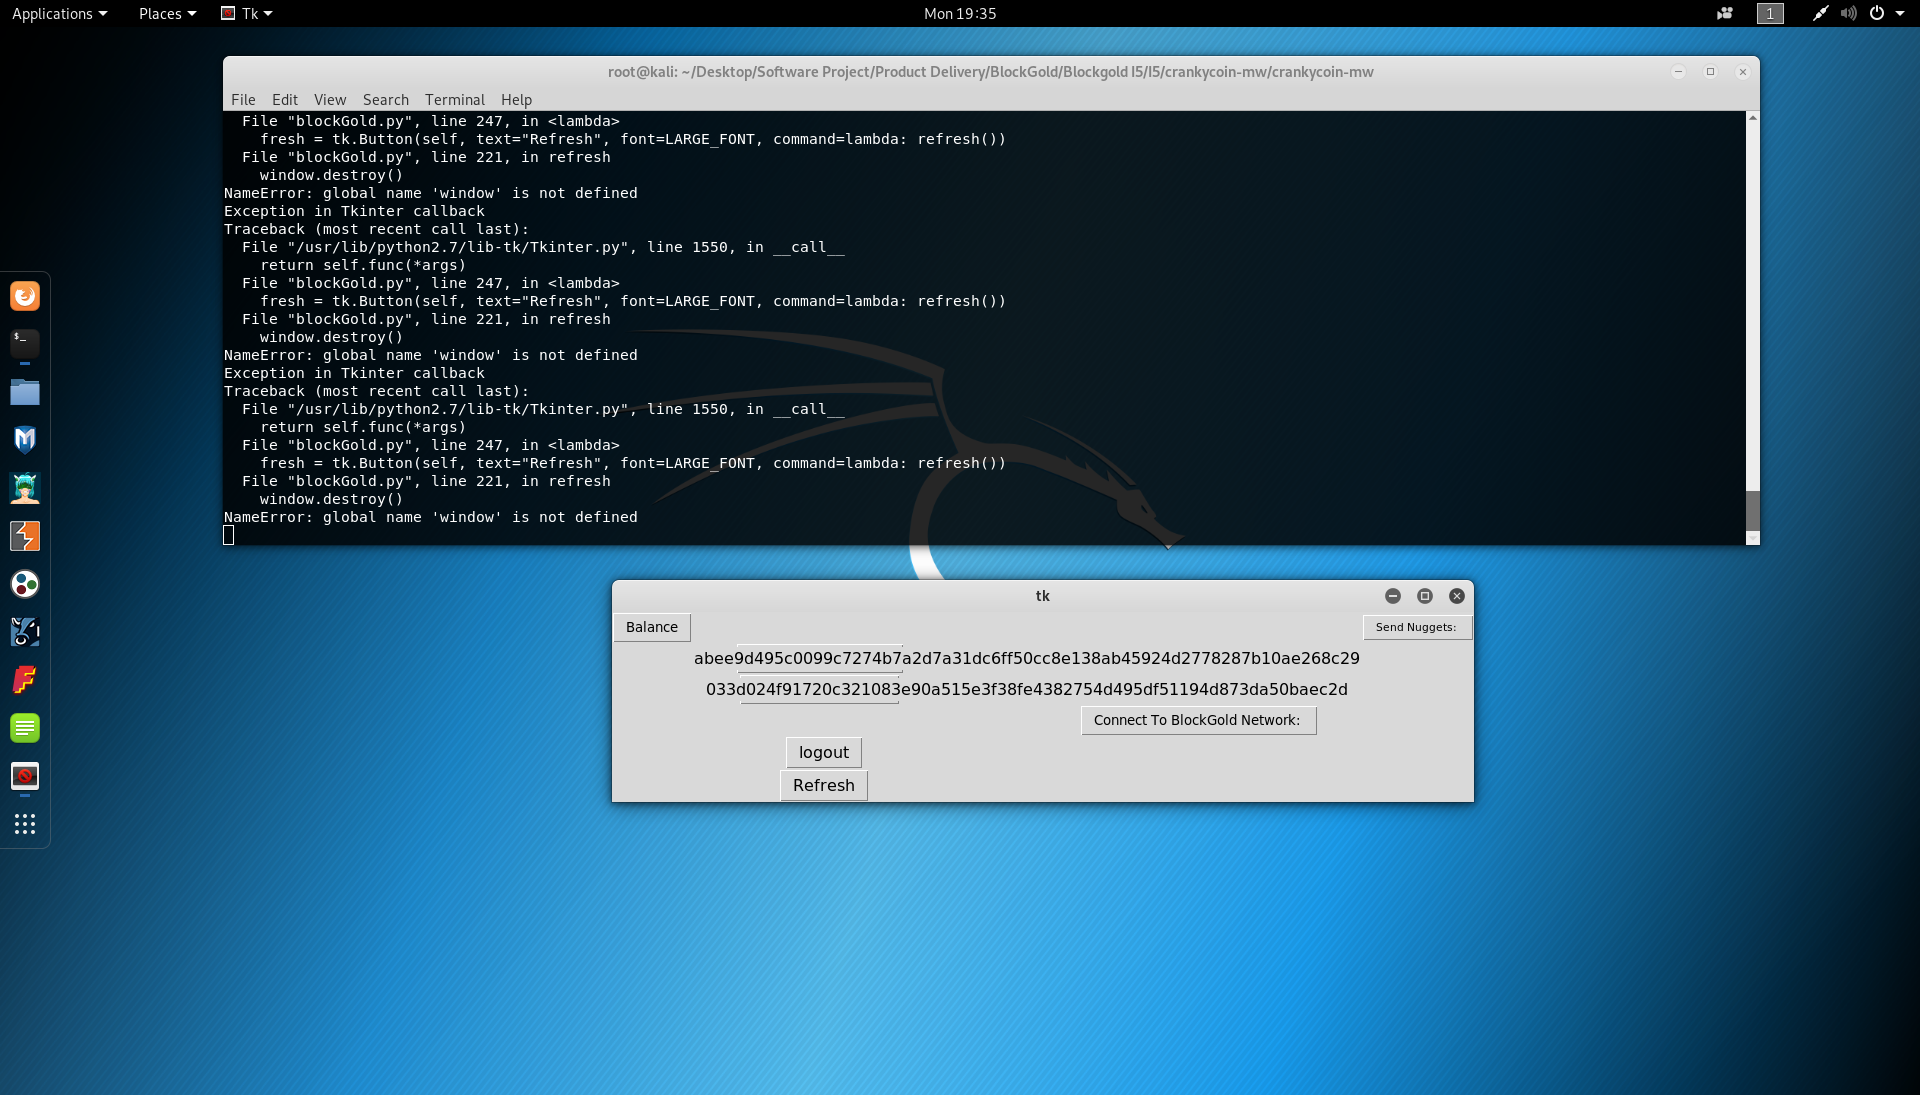 Applications Places Tk Mon 19:35 1
root@kali: ~/Desktop/Software Project/Product Delivery/BlockGold/Blockgold I5/I5/crankycoin-mw/crankycoin-mw
File Edit View Search Terminal Help
  File "blockGold.py", line 247, in <lambda>
    fresh = tk.Button(self, text="Refresh", font=LARGE_FONT, command=lambda: refresh())
  File "blockGold.py", line 221, in refresh
    window.destroy()
NameError: global name 'window' is not defined
Exception in Tkinter callback
Traceback (most recent call last):
  File "/usr/lib/python2.7/lib-tk/Tkinter.py", line 1550, in __call__
    return self.func(*args)
  File "blockGold.py", line 247, in <lambda>
    fresh = tk.Button(self, text="Refresh", font=LARGE_FONT, command=lambda: refresh())
  File "blockGold.py", line 221, in refresh
    window.destroy()
NameError: global name 'window' is not defined
Exception in Tkinter callback
Traceback (most recent call last):
  File "/usr/lib/python2.7/lib-tk/Tkinter.py", line 1550, in __call__
    return self.func(*args)
  File "blockGold.py", line 247, in <lambda>
    fresh = tk.Button(self, text="Refresh", font=LARGE_FONT, command=lambda: refresh())
  File "blockGold.py", line 221, in refresh
    window.destroy()
NameError: global name 'window' is not defined
$_
tk
Balance Send Nuggets:
abee9d495c0099c7274b7a2d7a31dc6ff50cc8e138ab45924d2778287b10ae268c29
033d024f91720c321083e90a515e3f38fe4382754d495df51194d873da50baec2d
Connect To BlockGold Network:
logout
Refresh